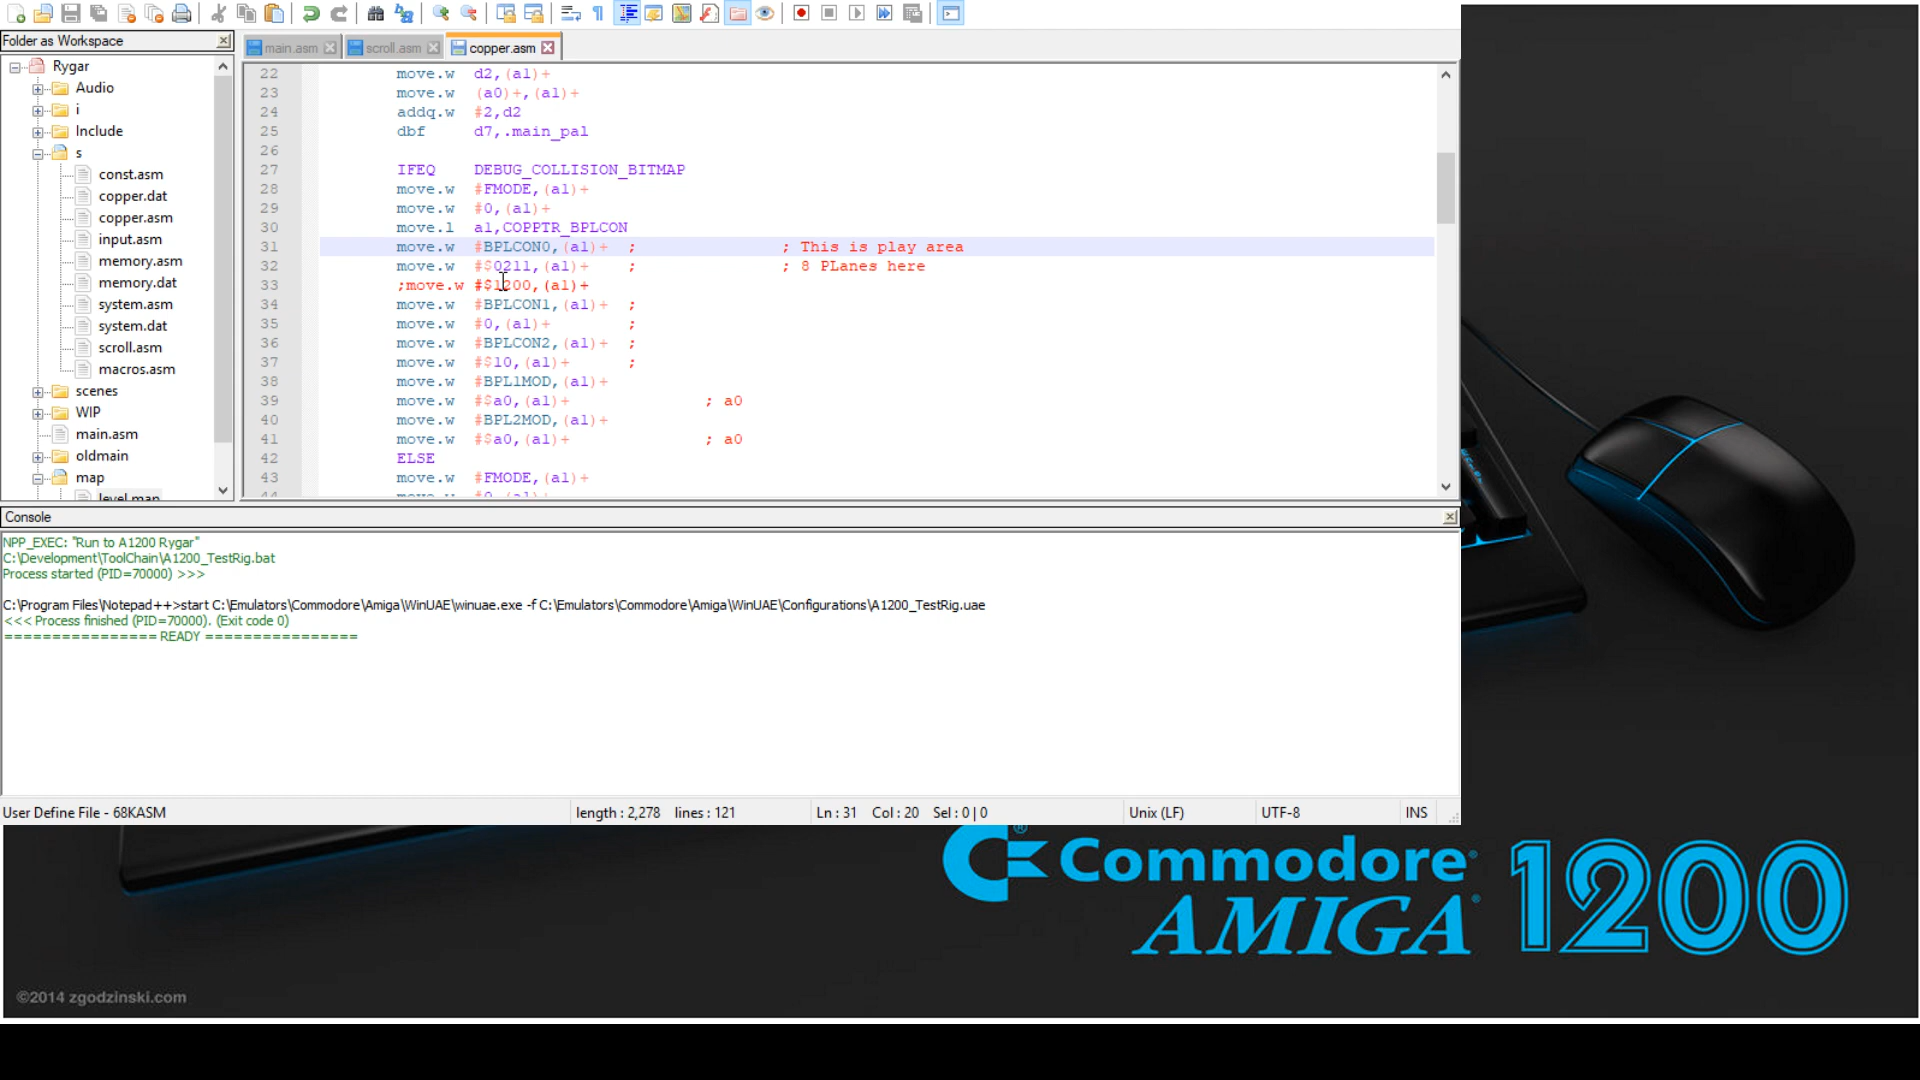 Folder as Workspace
Rygar
Audio
i
Include
s
const.asm
copper.dat
copper.asm
input.asm
memory.asm
memory.dat
system.asm
system.dat
scroll.asm
macros.asm
scenes
WIP
main.asm
oldmain
map
level.map
main.asm scroll.asm copper.asm
22 move.w d2,(a1)+
23 move.w (a0)+,(a1)+
24 addq.w #2,d2
25 dbf d7,.main_pal
26
27 IFEQ DEBUG_COLLISION_BITMAP
28 move.w #FMODE,(a1)+
29 move.w #0,(a1)+
30 move.l a1,COPPTR_BPLCON
31 move.w #BPLCON0,(a1)+ ; ; This is play area
32 move.w #$0211,(a1)+ ; ; 8 PLanes here
33 ;move.w #$1200,(a1)+
34 move.w #BPLCON1,(a1)+ ;
35 move.w #0,(a1)+ ;
36 move.w #BPLCON2,(a1)+ ;
37 move.w #$10,(a1)+ ;
38 move.w #BPL1MOD,(a1)+
39 move.w #$a0,(a1)+ ; a0
40 move.w #BPL2MOD,(a1)+
41 move.w #$a0,(a1)+ ; a0
42 ELSE
43 move.w #FMODE,(a1)+
44 move.w #0,(a1)+
Console
NPP_EXEC: "Run to A1200 Rygar"
C:\Development\ToolChain\A1200_TestRig.bat
Process started (PID=70000) >>>
C:\Program Files\Notepad++>start C:\Emulators\Commodore\Amiga\WinUAE\winuae.exe -f C:\Emulators\Commodore\Amiga\WinUAE\Configurations\A1200_TestRig.uae
<<< Process finished (PID=70000). (Exit code 0)
================ READY ================
User Define File - 68KASM length : 2,278 lines : 121 Ln : 31 Col : 20 Sel : 0 | 0 Unix (LF) UTF-8 INS
Commodore®
AMIGA® 1200
©2014 zgodzinski.com